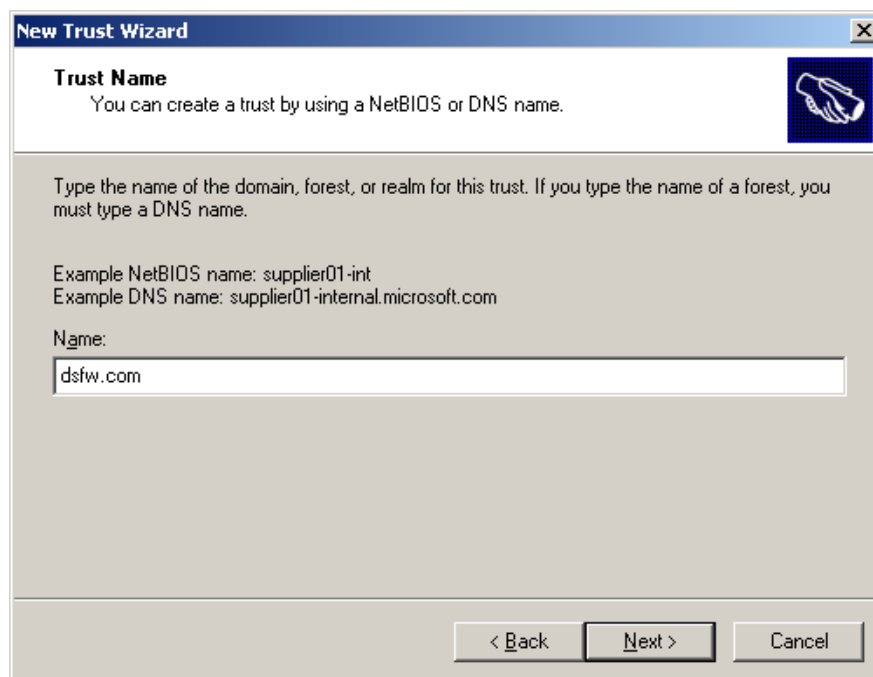 New Trust Wizard
Trust Name
You can create a trust by using a NetBIOS or DNS name.
Type the name of the domain, forest, or realm for this trust. If you type the name of a forest, you
must type a DNS name.
Example NetBIOS name: supplier01-int
Example DNS name: supplier01-internal.microsoft.com
Name:
dsfw.com
< Back
Next >
Cancel